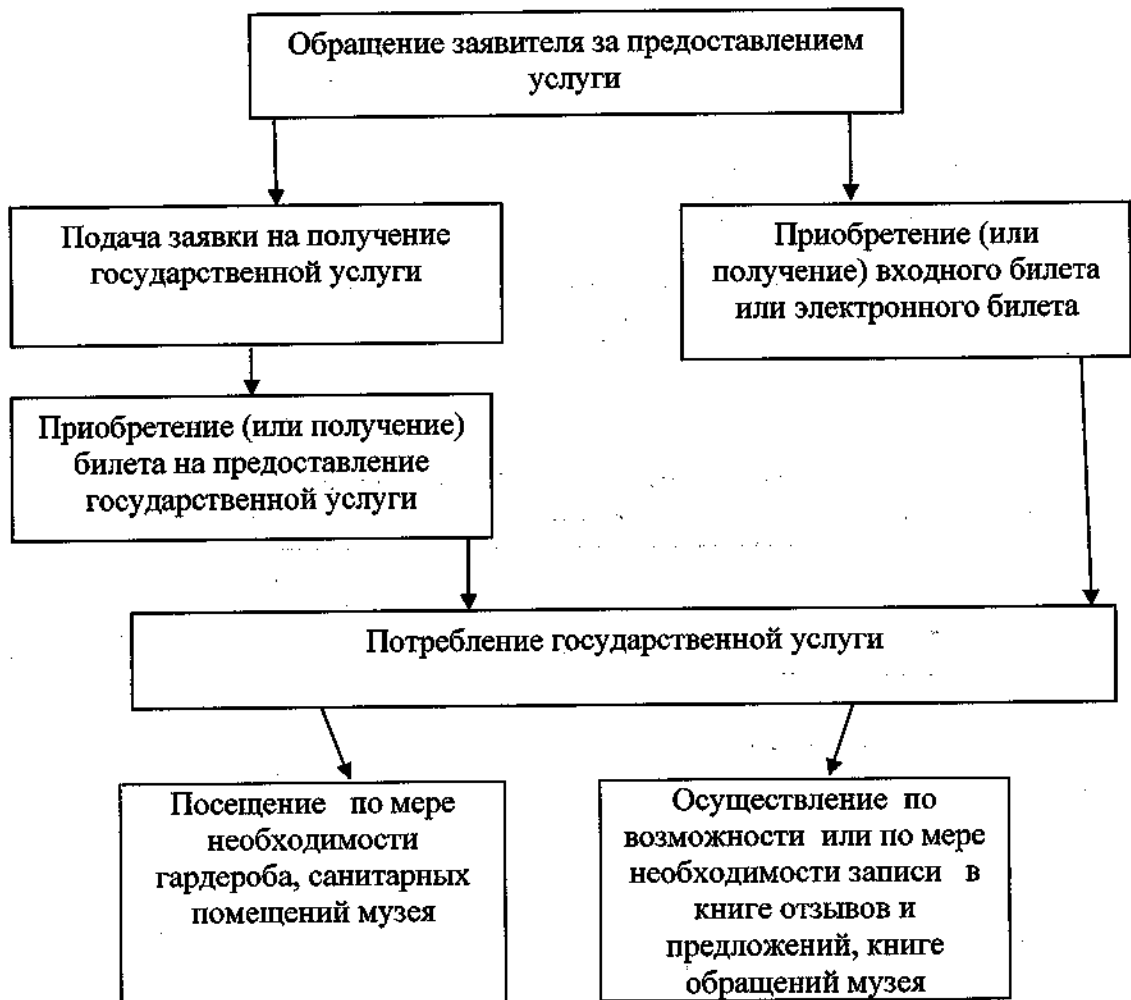 Обращение заявителя за предоставлением
услуги
Подача заявки на получение
государственной услуги
Приобретение (или
получение) входного билета
или электронного билета
Приобретение (или получение)
билета на предоставление
государственной услуги
Потребление государственной услуги
Посещение по мере
необходимости
гардероба, санитарных
помещений музея
Осуществление по
возможности или по мере
необходимости записи в
книге отзывов и
предложений, книге
обращений музея